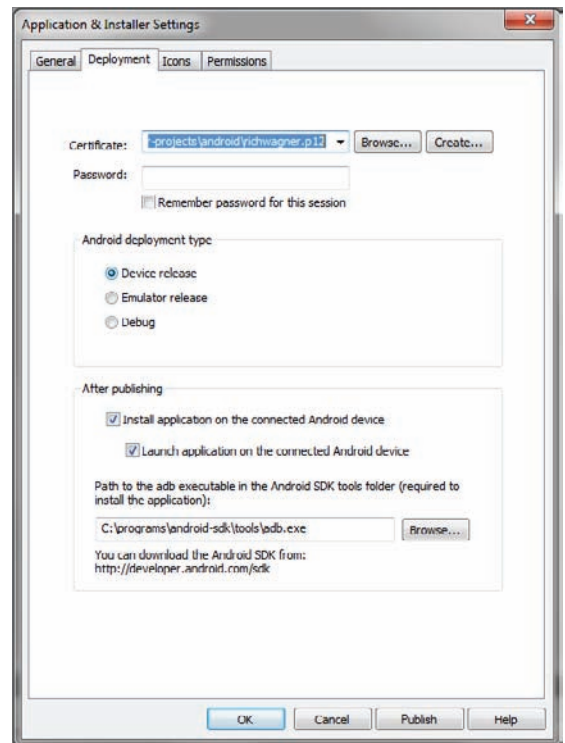 Application & Installer Settings
General Deployment Icons Permissions
Certificate: r-projects\android\richwagner.p12 Browse... Create...
Password:
Remember password for this session
Android deployment type
Device release
Emulator release
Debug
After publishing
Install application on the connected Android device
Launch application on the connected Android device
Path to the adb executable in the Android SDK tools folder (required to
install the application):
C:\programs\android-sdk\tools\adb.exe Browse...
You can download the Android SDK from:
http://developer.android.com/sdk
OK Cancel Publish Help